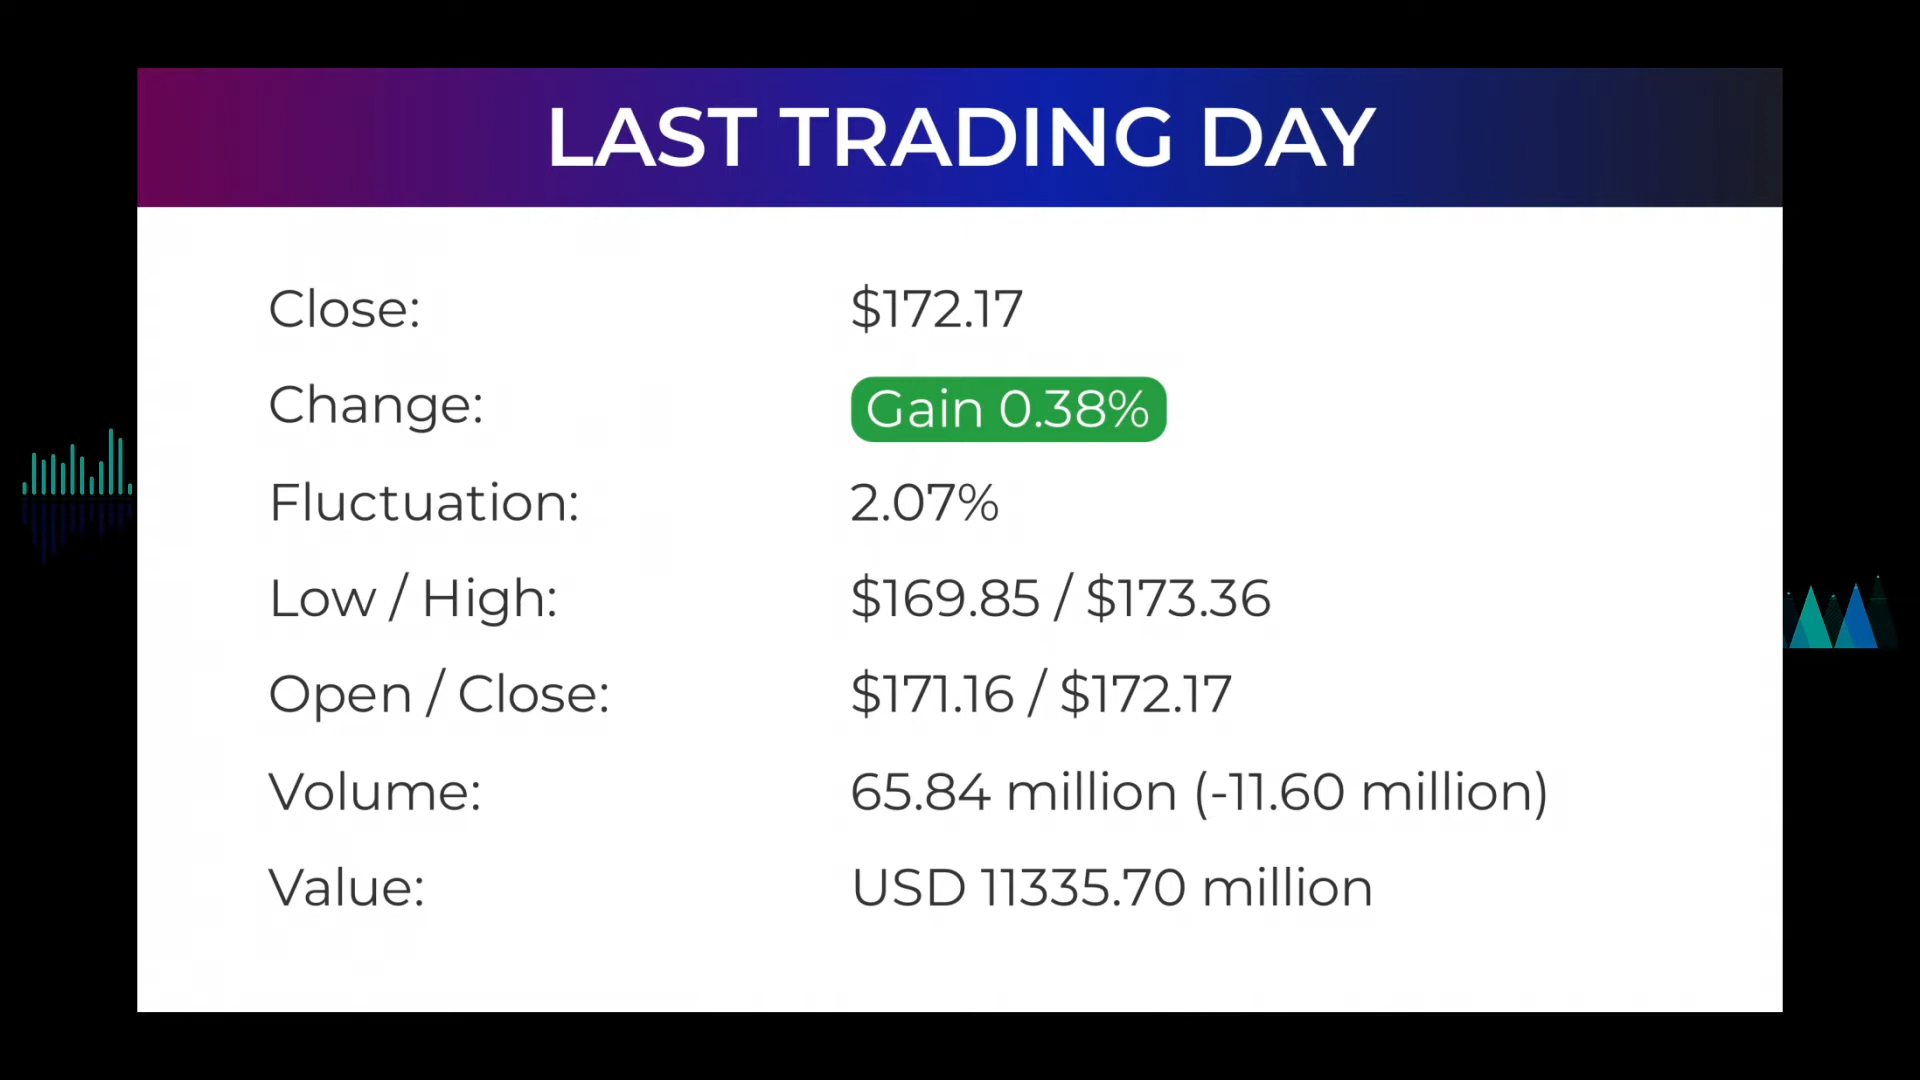 LAST TRADING DAY
Close: $172.17
Change: Gain 0.38%
Fluctuation: 2.07%
Low / High: $169.85 / $173.36
Open / Close: $171.16 / $172.17
Volume: 65.84 million (-11.60 million)
Value: USD 11335.70 million